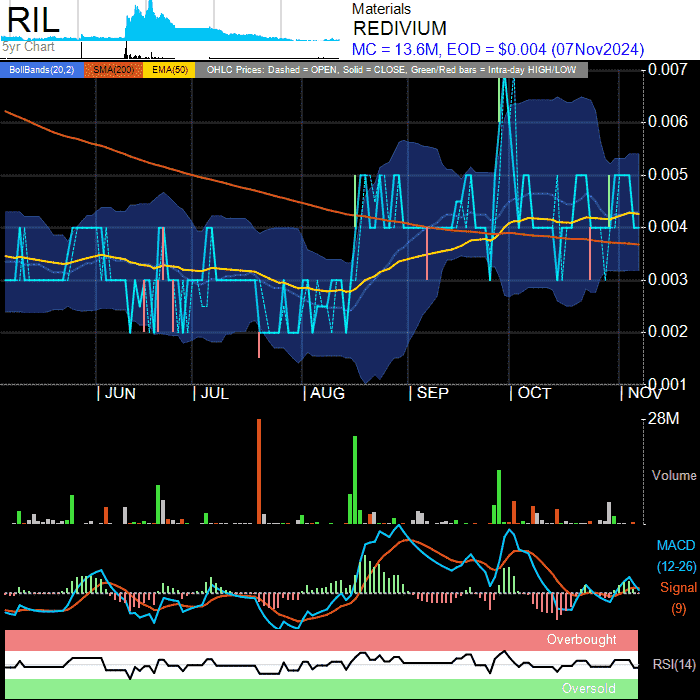 RIL
5yr Chart
Materials
REDIVIUM
MC = 13.6M, EOD = $0.004 (07Nov2024)
BollBands(20,2) SMA(200) EMA(50) OHLC Prices: Dashed = OPEN, Solid = CLOSE, Green/Red bars = Intra-day HIGH/LOW
0.007
0.006
0.005
0.004
0.003
0.002
0.001
JUN JUL AUG SEP OCT NOV
28M
Volume
MACD
(12-26)
Signal
(9)
Overbought
RSI(14)
Oversold